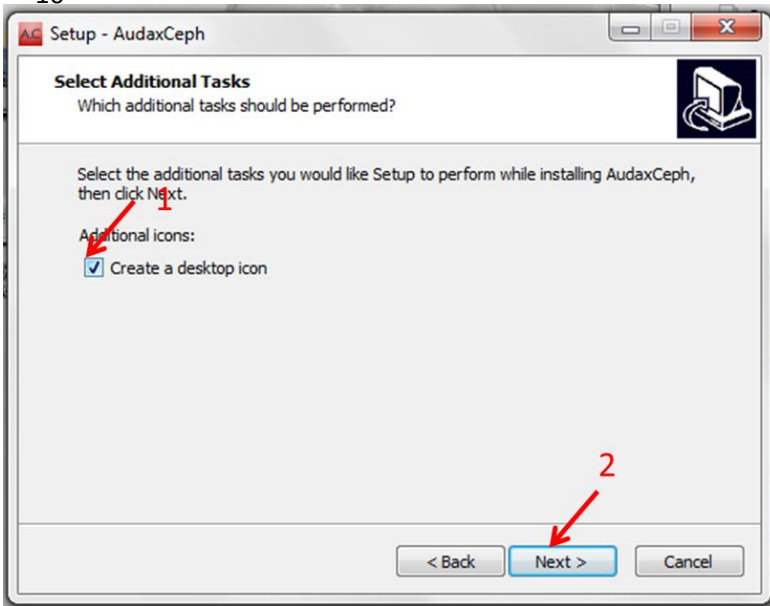 AC Setup - AudaxCeph
Select Additional Tasks
Which additional tasks should be performed?
Select the additional tasks you would like Setup to perform while installing AudaxCeph,
then click Next.
1
Additional icons:
Create a desktop icon
2
< Back Next > Cancel